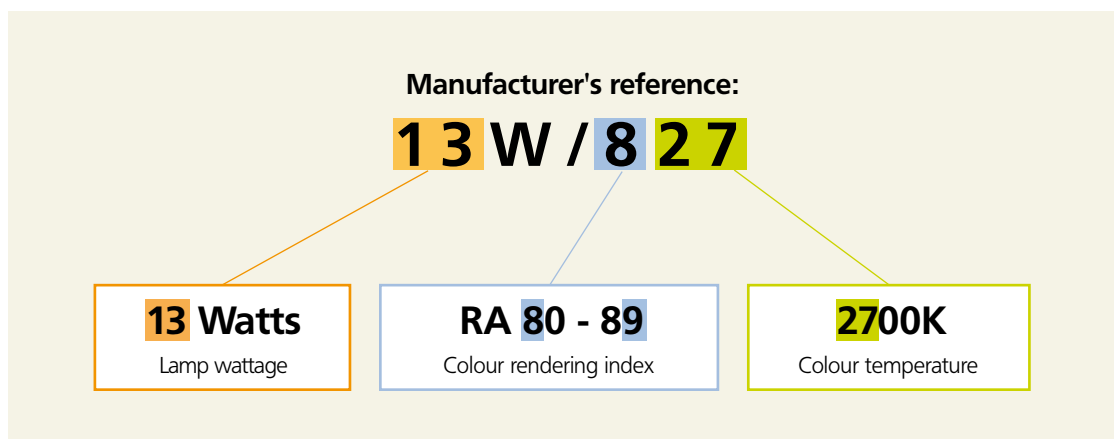 Manufacturer's reference:
13W/827
13 Watts
Lamp wattage
RA 80 - 89
Colour rendering index
2700K
Colour temperature